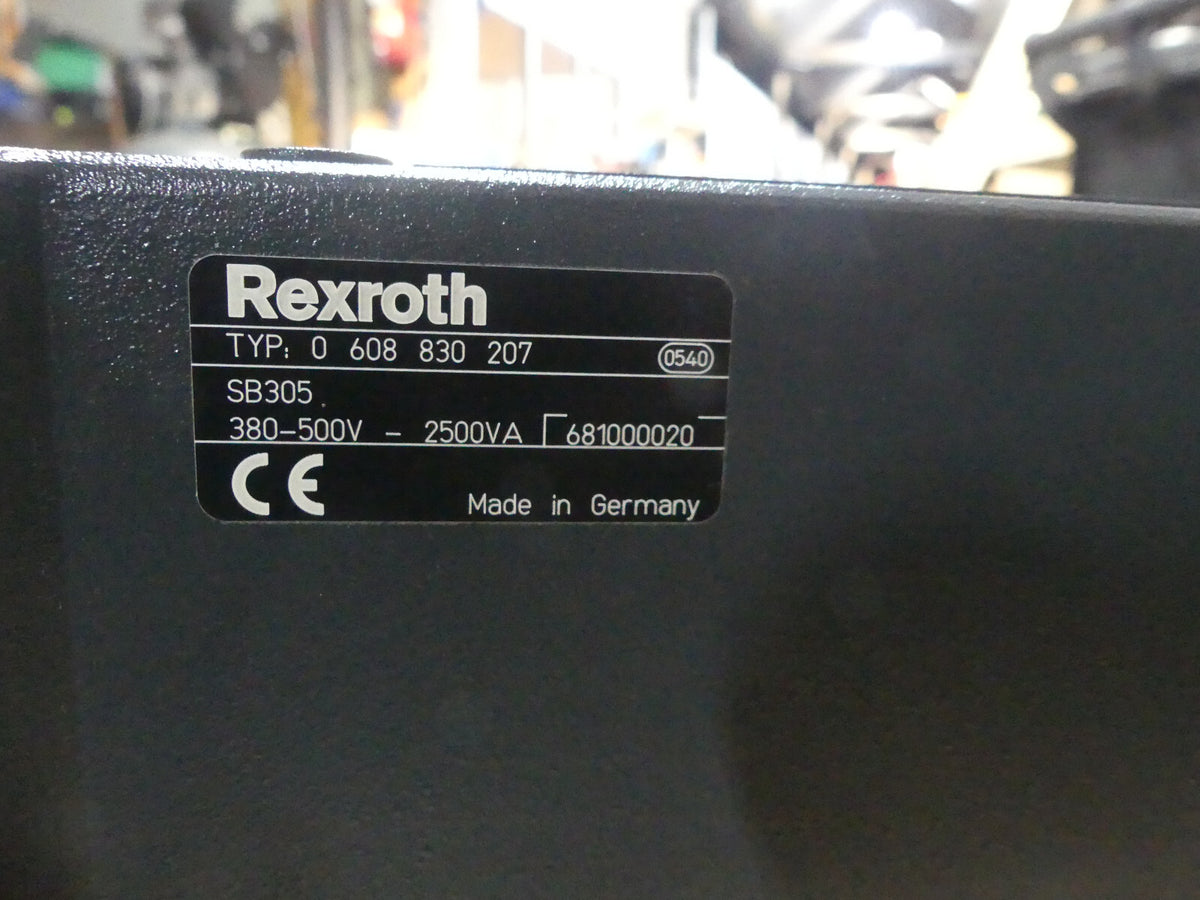 Rexroth
TYP: 0 608 830 207 0540
SB305
380-500V - 2500VA 681000020
CE Made in Germany